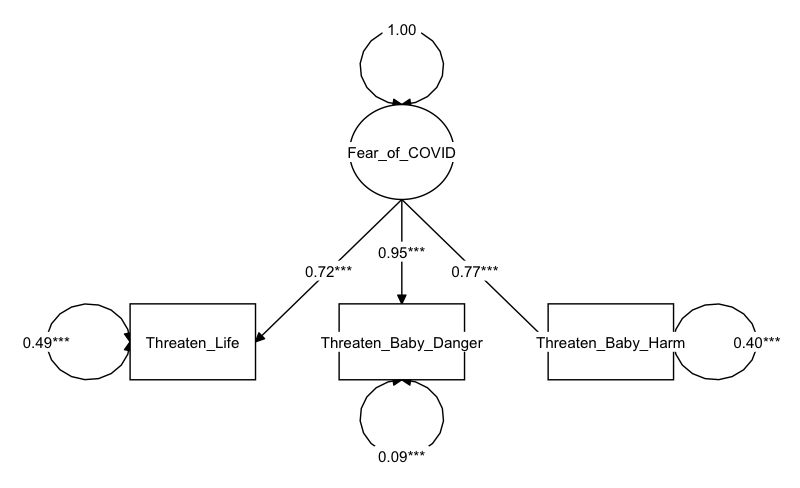 1.00
Fear_of_COVID
0.72***
0.95***
0.77***
0.49***
Threaten_Life
Threaten_Baby_Danger
Threaten_Baby_Harm
0.40***
0.09***